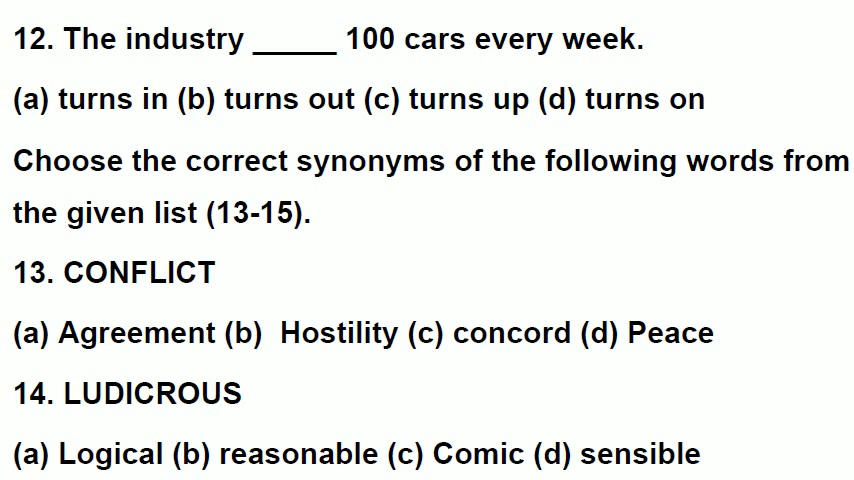 12. The industry _____ 100 cars every week.
(a) turns in (b) turns out (c) turns up (d) turns on
Choose the correct synonyms of the following words from
the given list (13-15).
13. CONFLICT
(a) Agreement (b)  Hostility (c) concord (d) Peace
14. LUDICROUS
(a) Logical (b) reasonable (c) Comic (d) sensible